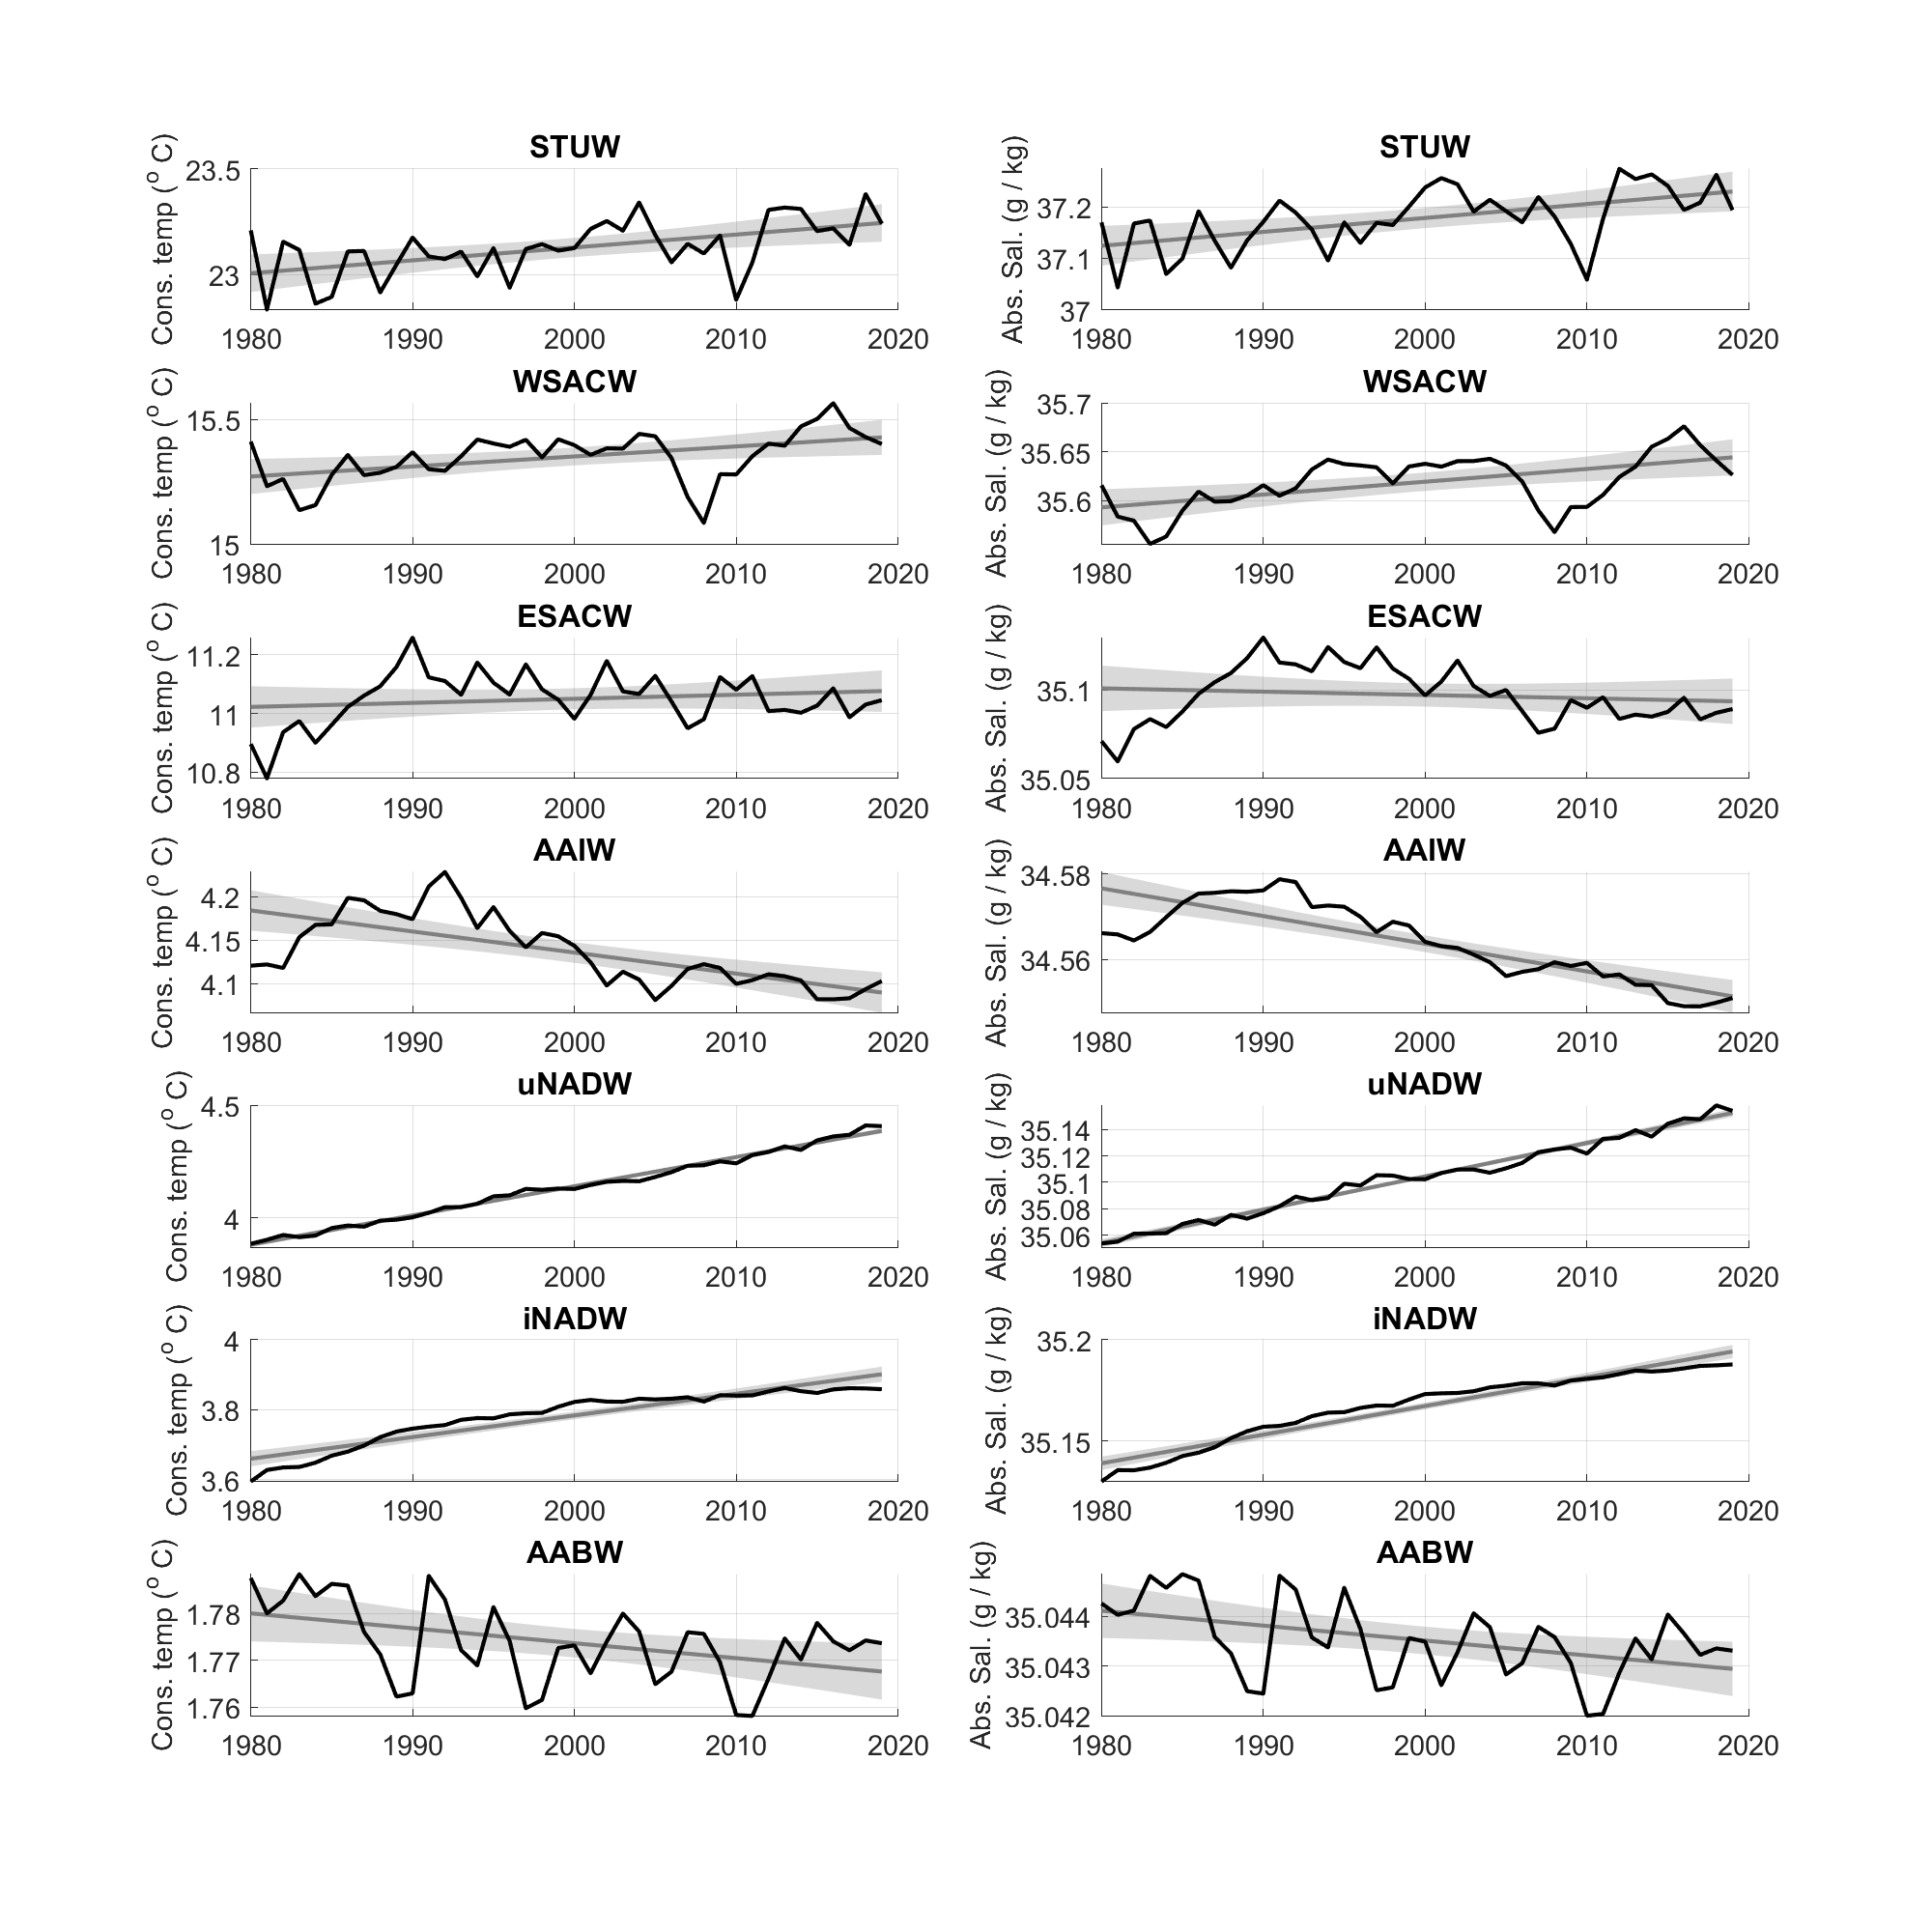 STUW
Cons. temp (° C)
23.5
23
1980 1990 2000 2010 2020
STUW
Abs. Sal. (g / kg)
37.2
37.1
37
1980 1990 2000 2010 2020
WSACW
Cons. temp (° C)
15.5
15
1980 1990 2000 2010 2020
WSACW
Abs. Sal. (g / kg)
35.7
35.65
35.6
1980 1990 2000 2010 2020
ESACW
Cons. temp (° C)
11.2
11
10.8
1980 1990 2000 2010 2020
ESACW
Abs. Sal. (g / kg)
35.1
35.05
1980 1990 2000 2010 2020
AAIW
Cons. temp (° C)
4.2
4.15
4.1
1980 1990 2000 2010 2020
AAIW
Abs. Sal. (g / kg)
34.58
34.56
1980 1990 2000 2010 2020
uNADW
Cons. temp (° C)
4.5
4
1980 1990 2000 2010 2020
uNADW
Abs. Sal. (g / kg)
35.14
35.12
35.1
35.08
35.06
1980 1990 2000 2010 2020
iNADW
Cons. temp (° C)
4
3.8
3.6
1980 1990 2000 2010 2020
iNADW
Abs. Sal. (g / kg)
35.2
35.15
1980 1990 2000 2010 2020
AABW
Cons. temp (° C)
1.78
1.77
1.76
1980 1990 2000 2010 2020
AABW
Abs. Sal. (g / kg)
35.044
35.043
35.042
1980 1990 2000 2010 2020